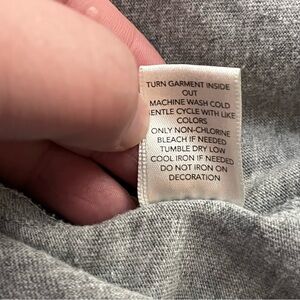 TURN GARMENT INSIDE
OUT
MACHINE WASH COLD
GENTLE CYCLE WITH LIKE
COLORS
ONLY NON-CHLORINE
BLEACH IF NEEDED
TUMBLE DRY LOW
COOL IRON IF NEEDED
DO NOT IRON ON
DECORATION